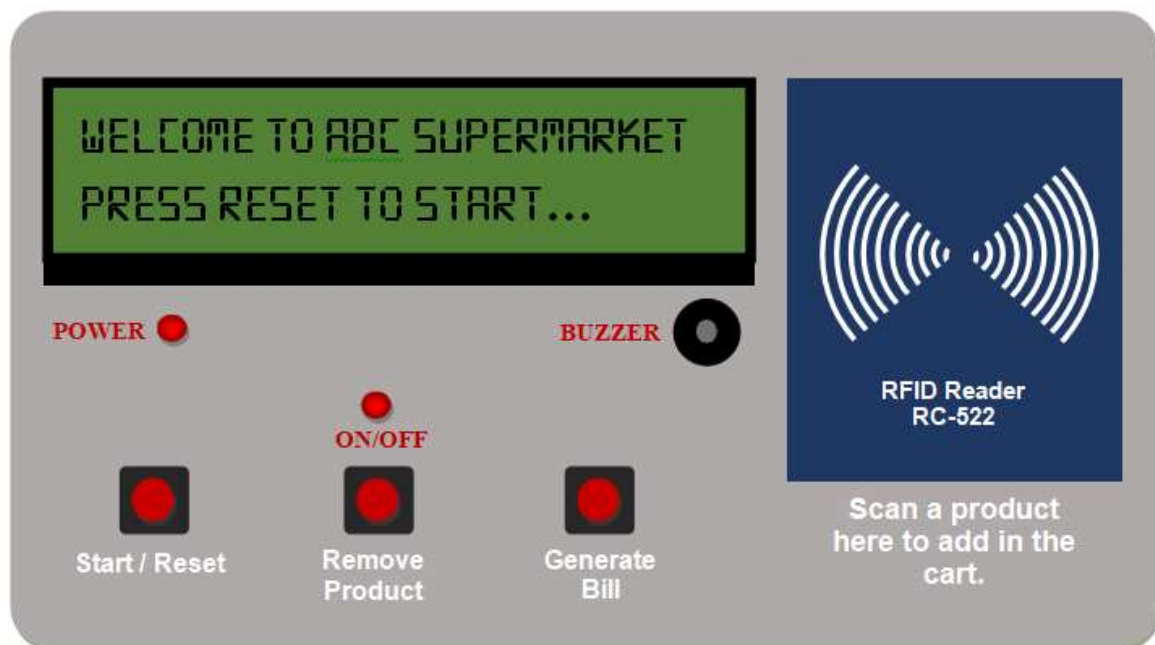 WELCOME TO ABC SUPERMARKET
PRESS RESET TO START...
POWER
BUZZER
ON/OFF
Start / Reset
Remove
Product
Generate
Bill
RFID Reader
RC-522
Scan a product
here to add in the
cart.